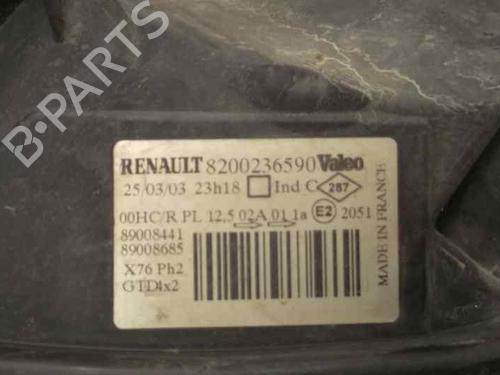 B-PARTS
RENAULT 8200236590 Valeo
25/03/03 23h18 Ind C 287
00HC/R PL 12,5 02A 01 1a E2 2051
89008441
89008685
X76 Ph2
GTD4x2
MADE IN FRANCE